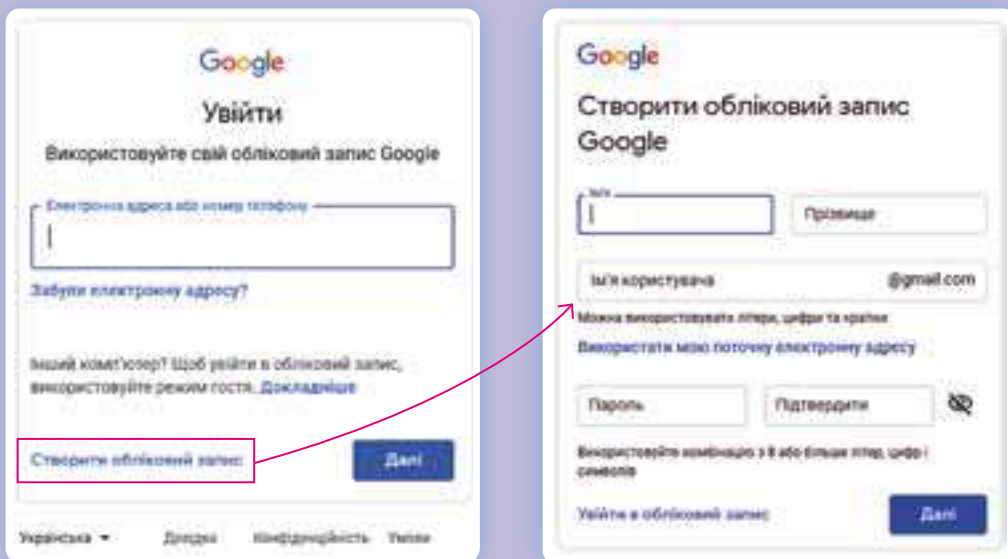 Google
Увійти
Використовуйте свій обліковий запис Google
Електронна адреса або номер телефону
Забули електронну адресу?
Інший комп'ютер? Щоб увійти в обліковий запис,
використовуйте режим гостя. Докладніше
Створити обліковий запис
Далі
Українська
Довідка
Конфіденційність
Умови
Google
Створити обліковий запис
Google
Ім'я
Прізвище
Ім'я користувача
@gmail.com
Можна використовувати літери, цифри та крапки
Використати мою поточну електронну адресу
Пароль
Підтвердити
Використовуйте комбінацію з 8 або більше літер, цифр і
символів
Увійти в обліковий запис
Далі